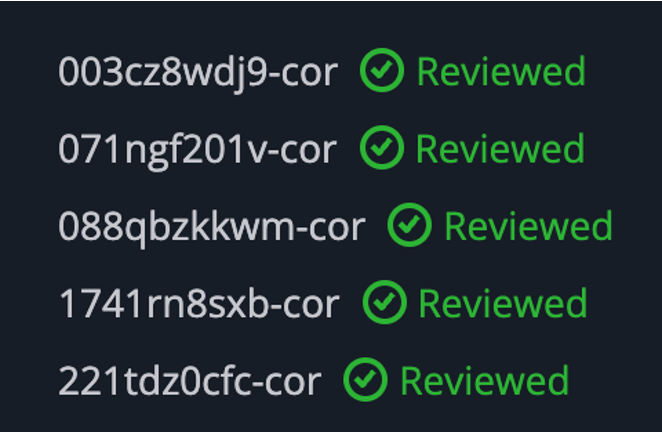 003cz8wdj9-cor Reviewed
071ngf201v-cor Reviewed
088qbzkkwm-cor Reviewed
1741rn8sxb-cor Reviewed
221tdz0cfc-cor Reviewed